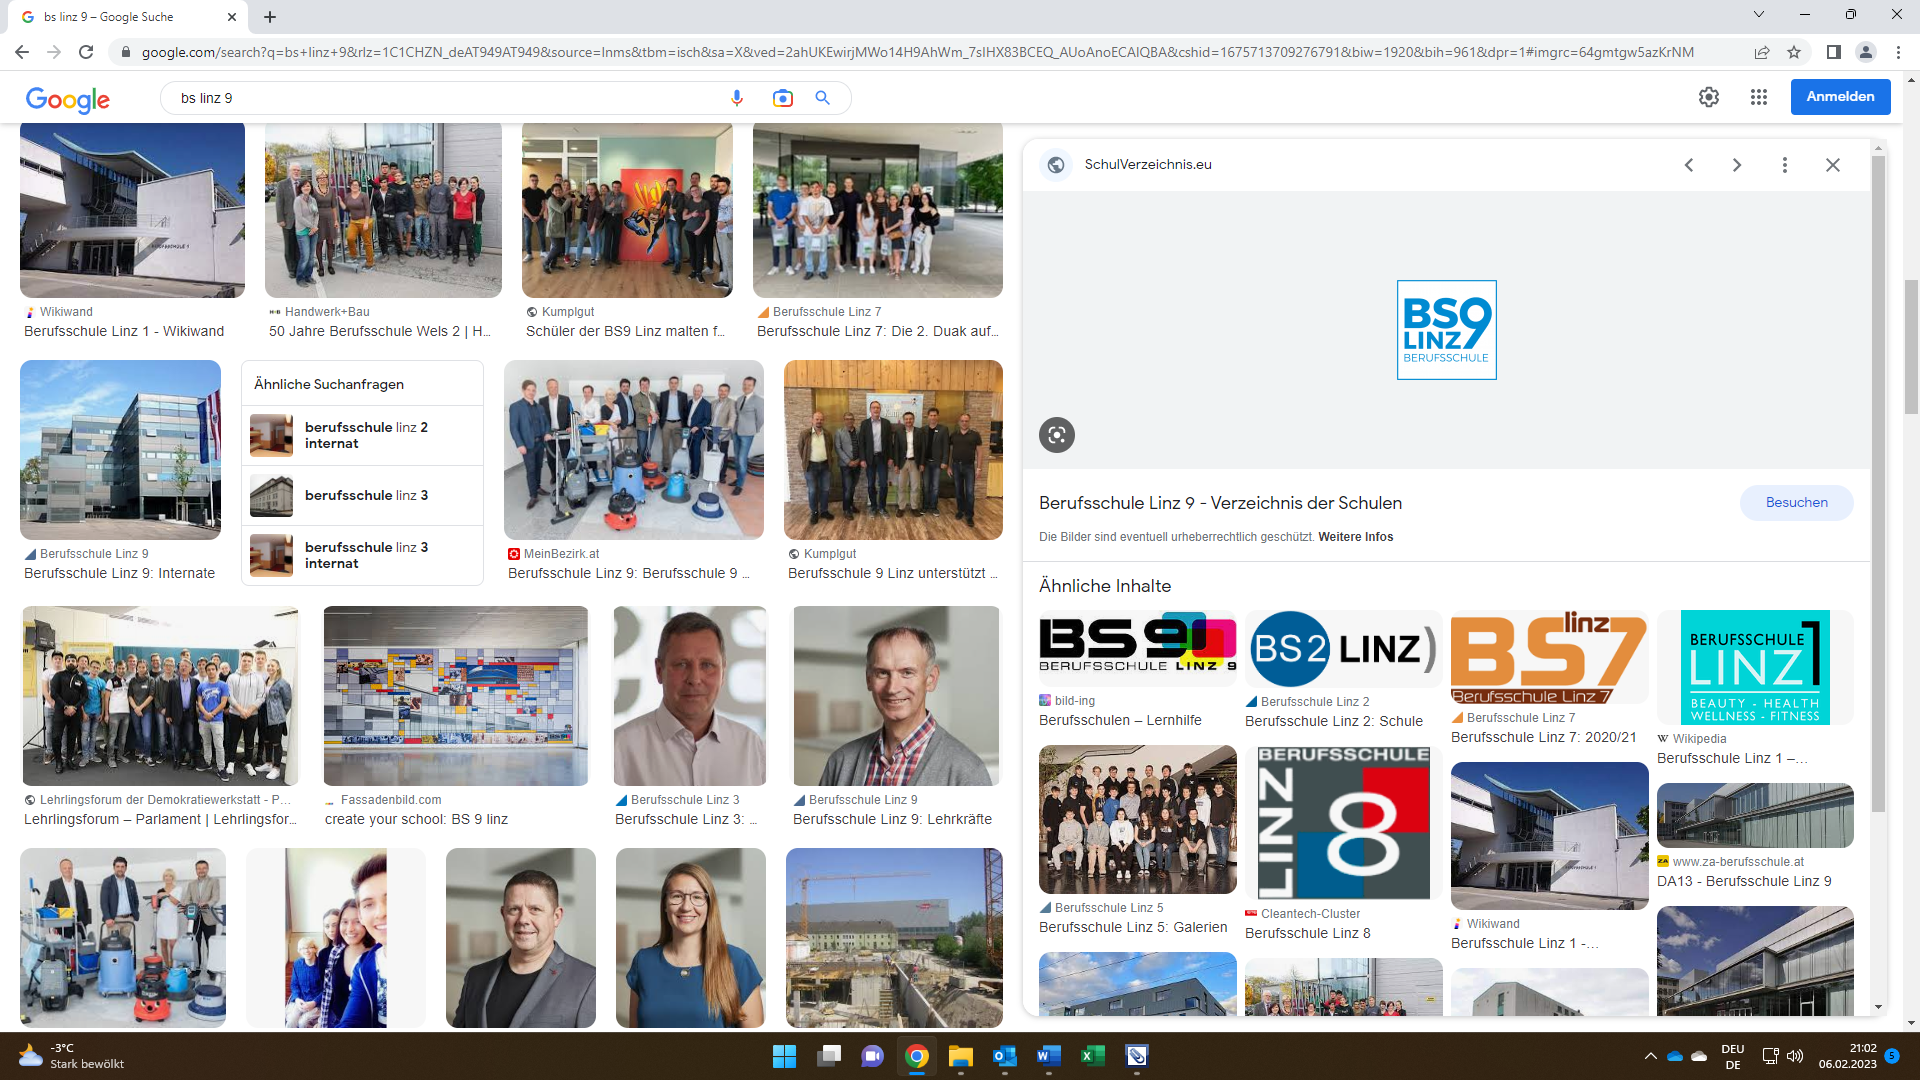 bs linz 9 – Google Suche
google.com/search?q=bs+linz+9&rlz=1C1CHZN_deAT949AT949&source=lnms&tbm=isch&sa=X&ved=2ahUKEwirjMWo14H9AhWm_7sIHX83BCEQ_AUoAnoECAIQBA&cshid=1675713709276791&biw=1920&bih=961&dpr=1#imgrc=64gmtgw5azKrNM
Google
bs linz 9
Anmelden
Wikiwand
Berufsschule Linz 1 - Wikiwand
Handwerk+Bau
50 Jahre Berufsschule Wels 2 | H...
Kumplgut
Schüler der BS9 Linz malten f...
Berufsschule Linz 7
Berufsschule Linz 7: Die 2. Duak auf...
Berufsschule Linz 9
Berufsschule Linz 9: Internate
Ähnliche Suchanfragen
berufsschule linz 2
internat
berufsschule linz 3
berufsschule linz 3
internat
MeinBezirk.at
Berufsschule Linz 9: Berufsschule 9 ...
Kumplgut
Berufsschule 9 Linz unterstützt ...
Lehrlingsforum der Demokratiewerkstatt - P...
Lehrlingsforum – Parlament | Lehrlingsfor...
Fassadenbild.com
create your school: BS 9 linz
Berufsschule Linz 3
Berufsschule Linz 3: ...
Berufsschule Linz 9
Berufsschule Linz 9: Lehrkräfte
SchulVerzeichnis.eu
BS9
LINZ
BERUFSSCHULE
Berufsschule Linz 9 - Verzeichnis der Schulen
Besuchen
Die Bilder sind eventuell urheberrechtlich geschützt. Weitere Infos
Ähnliche Inhalte
BS 9
BERUFSSCHULE LINZ 9
bild-ing
Berufsschulen – Lernhilfe
BS2 LINZ)
Berufsschule Linz 2
Berufsschule Linz 2: Schule
linz
BS7
Berufsschule Linz 7
Berufsschule Linz 7
Berufsschule Linz 7: 2020/21
BERUFSSCHULE
LINZ 1
BEAUTY - HEALTH
WELLNESS - FITNESS
Wikipedia
Berufsschule Linz 1 –...
Berufsschule Linz 5
Berufsschule Linz 5: Galerien
BERUFSSCHULE
LINZ
8
Cleantech-Cluster
Berufsschule Linz 8
Wikiwand
Berufsschule Linz 1 -...
www.za-berufsschule.at
DA13 - Berufsschule Linz 9
-3°C
Stark bewölkt
DEU
DE
21:02
06.02.2023
5